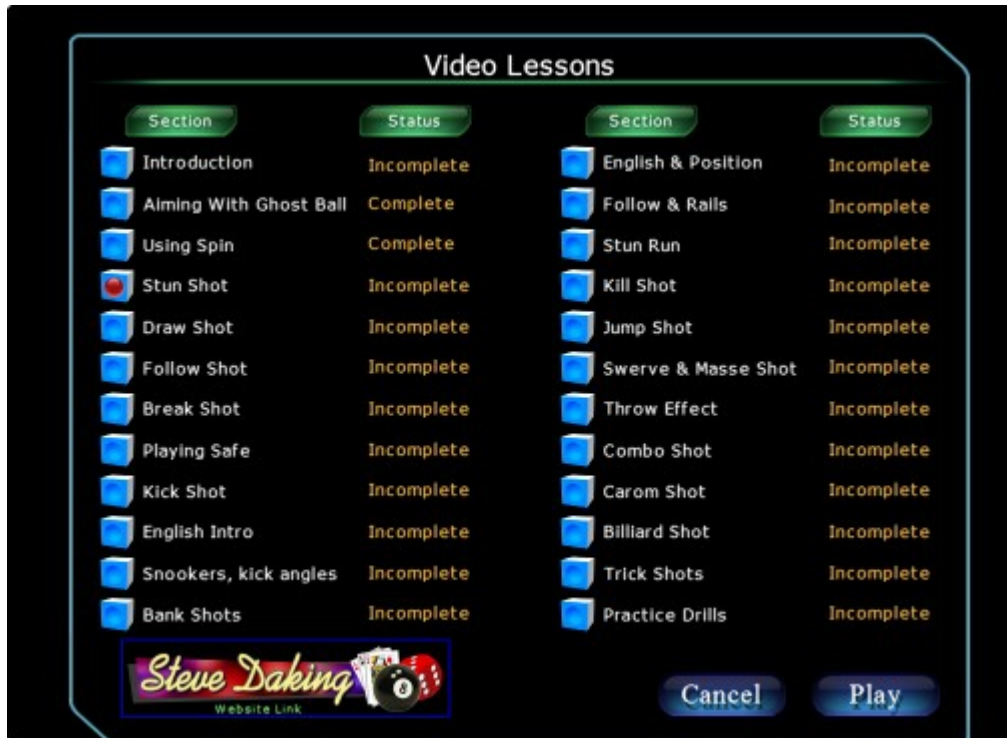 Video Lessons
Section Status Section Status
Introduction Incomplete English & Position Incomplete
Aiming With Ghost Ball Complete Follow & Rails Incomplete
Using Spin Complete Stun Run Incomplete
Stun Shot Incomplete Kill Shot Incomplete
Draw Shot Incomplete Jump Shot Incomplete
Follow Shot Incomplete Swerve & Masse Shot Incomplete
Break Shot Incomplete Throw Effect Incomplete
Playing Safe Incomplete Combo Shot Incomplete
Kick Shot Incomplete Carom Shot Incomplete
English Intro Incomplete Billiard Shot Incomplete
Snookers, kick angles Incomplete Trick Shots Incomplete
Bank Shots Incomplete Practice Drills Incomplete
Steve Daking 8
Website Link
Cancel Play